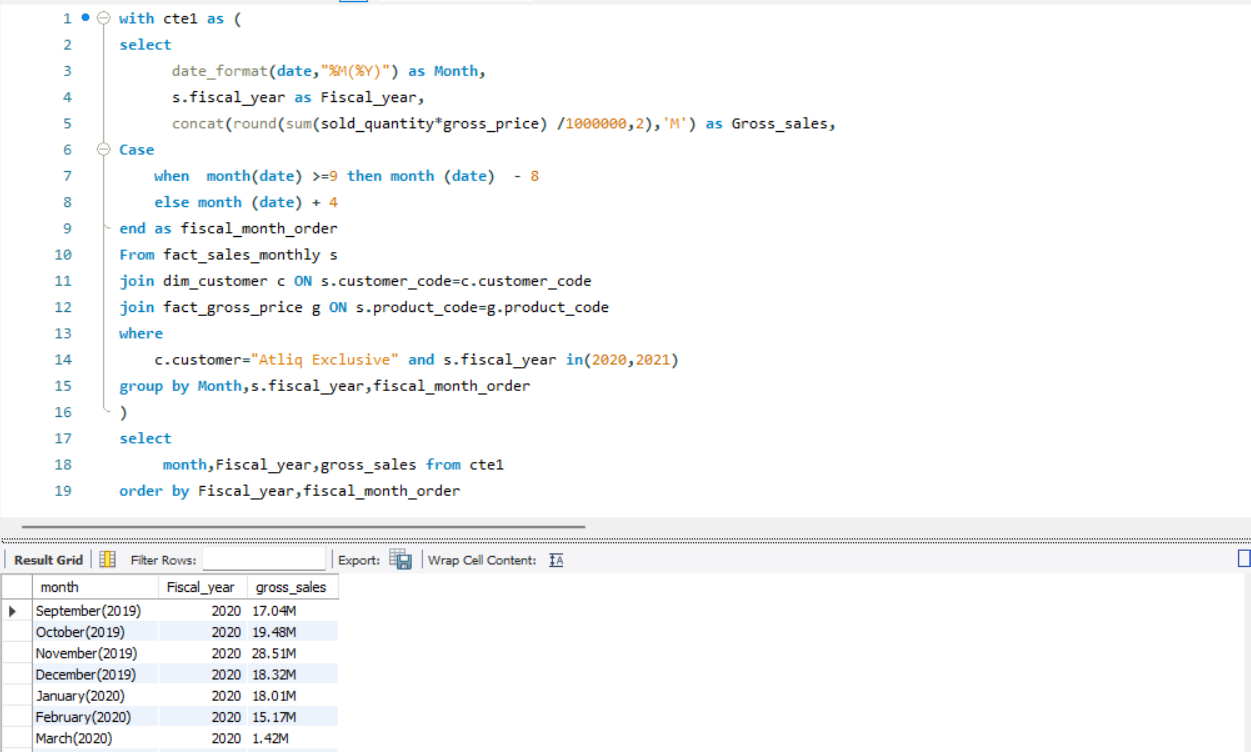 1 with cte1 as (
2 select
3 date_format(date,"%M(%Y)") as Month,
4 s.fiscal_year as Fiscal_year,
5 concat(round(sum(sold_quantity*gross_price) /1000000,2),'M') as Gross_sales,
6 Case
7 when  month(date) >=9 then month (date)  - 8
8 else month (date) + 4
9 end as fiscal_month_order
10 From fact_sales_monthly s
11 join dim_customer c ON s.customer_code=c.customer_code
12 join fact_gross_price g ON s.product_code=g.product_code
13 where
14 c.customer="Atliq Exclusive" and s.fiscal_year in(2020,2021)
15 group by Month,s.fiscal_year,fiscal_month_order
16 )
17 select
18 month,Fiscal_year,gross_sales from cte1
19 order by Fiscal_year,fiscal_month_order
Result Grid Filter Rows: Export: Wrap Cell Content: IA
month Fiscal_year gross_sales
September(2019) 2020 17.04M
October(2019) 2020 19.48M
November(2019) 2020 28.51M
December(2019) 2020 18.32M
January(2020) 2020 18.01M
February(2020) 2020 15.17M
March(2020) 2020 1.42M